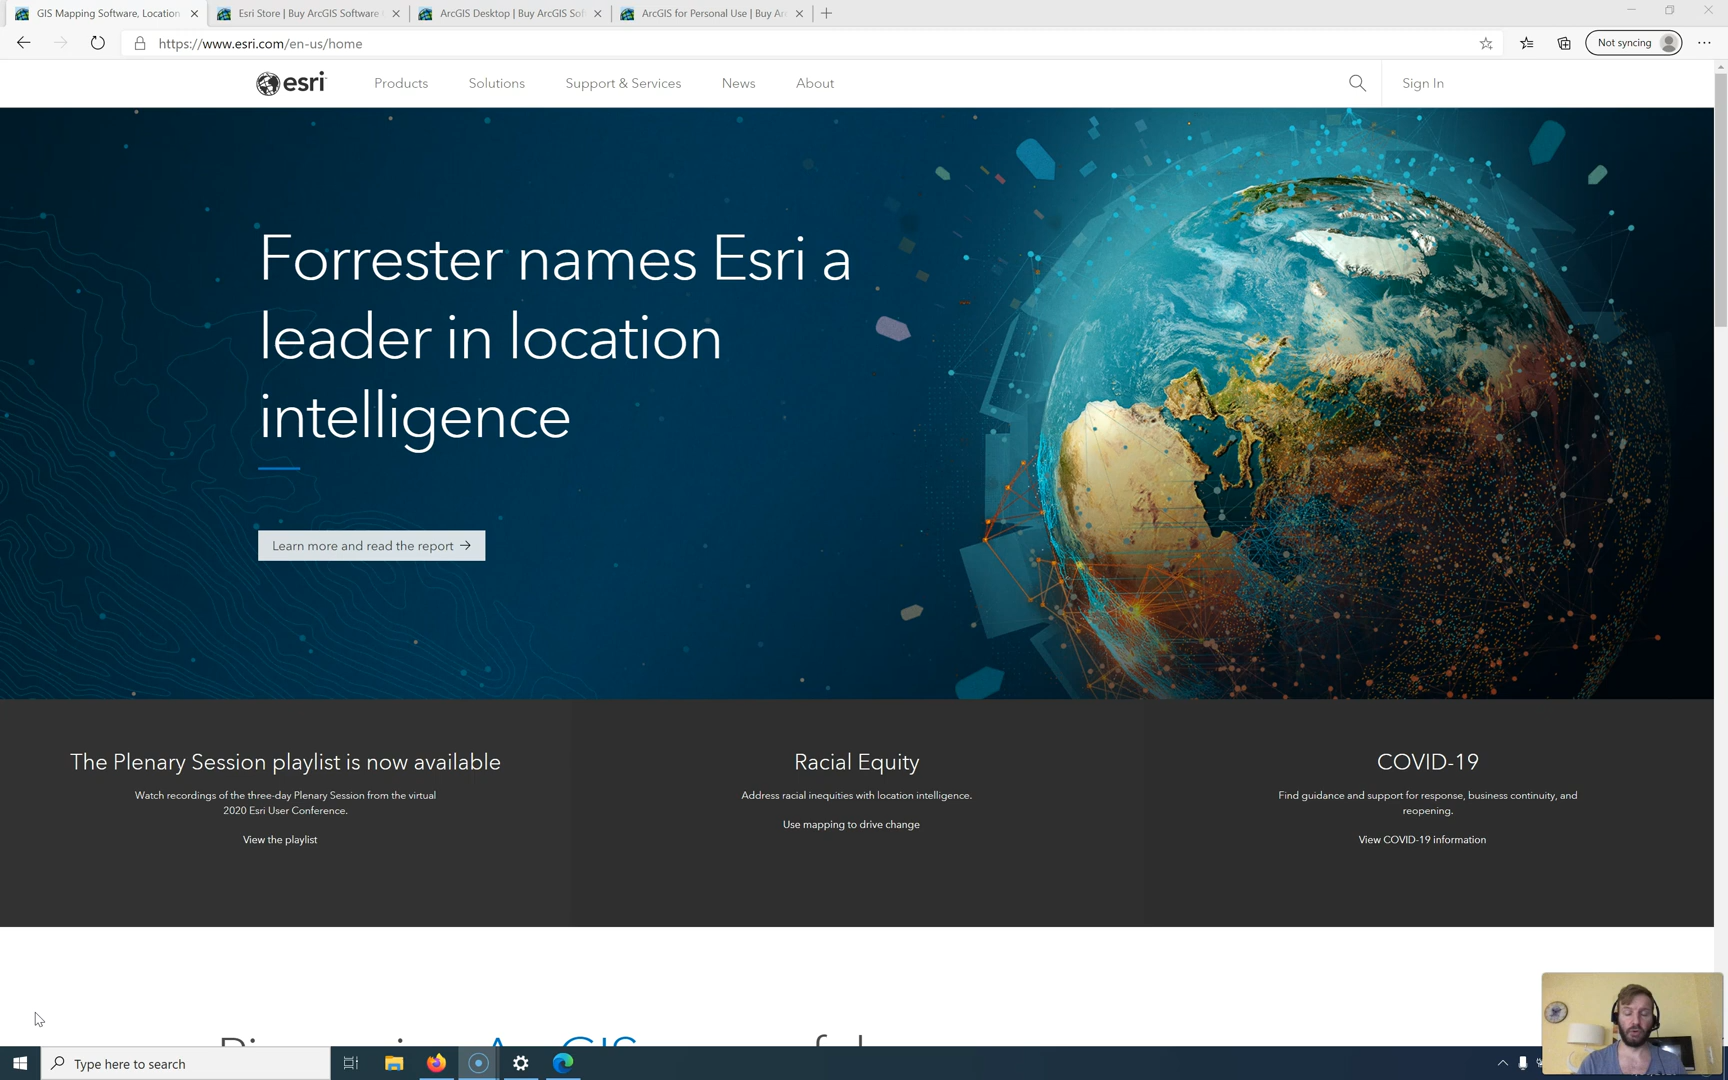 GIS Mapping Software, Location
Esri Store | Buy ArcGIS Software
ArcGIS Desktop | Buy ArcGIS Sof
ArcGIS for Personal Use | Buy Ar
https://www.esri.com/en-us/home
Not syncing
esri
Products
Solutions
Support & Services
News
About
Sign In
Forrester names Esri a
leader in location
intelligence
Learn more and read the report
The Plenary Session playlist is now available
Watch recordings of the three-day Plenary Session from the virtual
2020 Esri User Conference.
View the playlist
Racial Equity
Address racial inequities with location intelligence.
Use mapping to drive change
COVID-19
Find guidance and support for response, business continuity, and
reopening.
View COVID-19 information
Type here to search